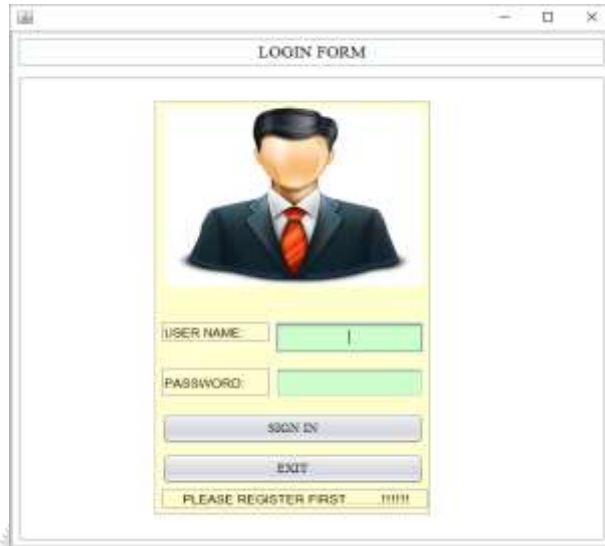 LOGIN FORM
USER NAME:
PASSWORD:
SIGN IN
EXIT
PLEASE REGISTER FIRST !!!!!!